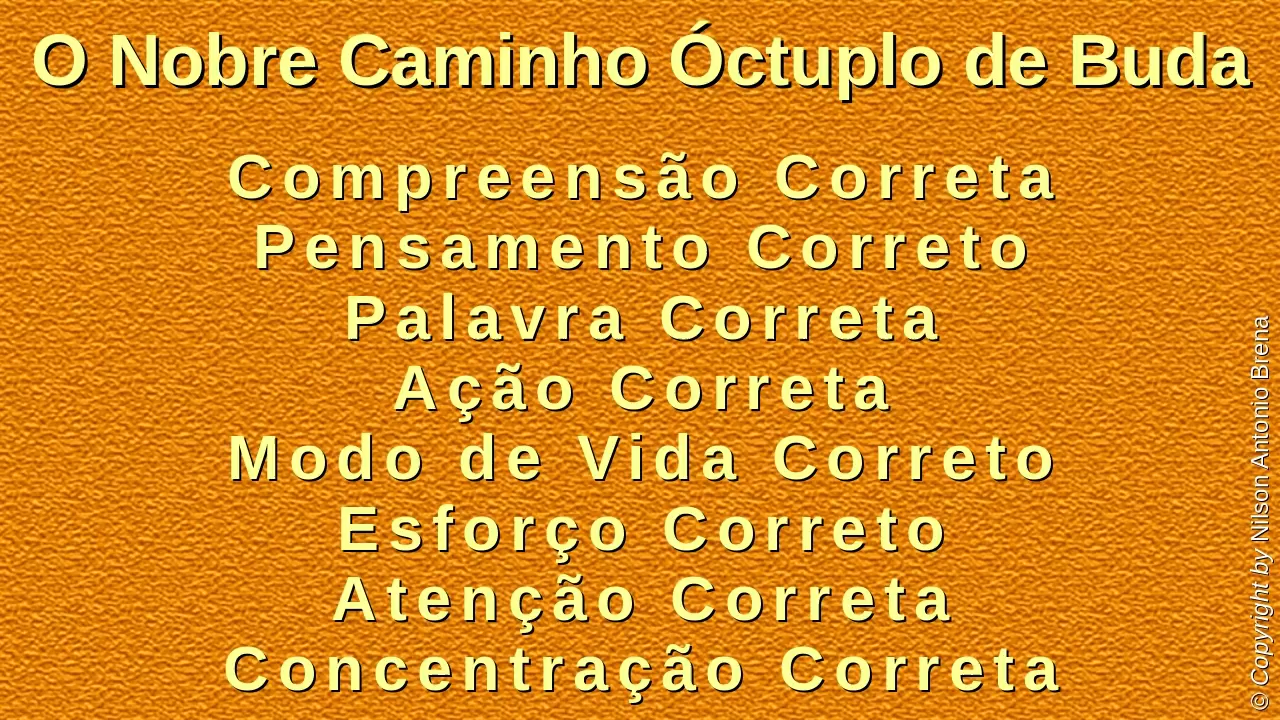 O Nobre Caminho Óctuplo de Buda
Compreensão Correta
Pensamento Correto
Palavra Correta
Ação Correta
Modo de Vida Correto
Esforço Correto
Atenção Correta
Concentração Correta
© Copyright by Nilson Antonio Brena